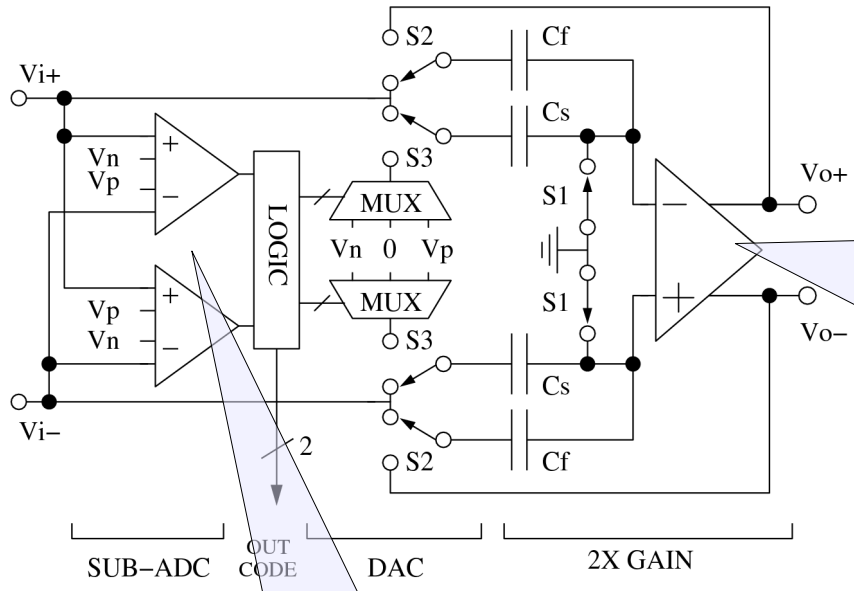 S2
Cf
Vi+
Cs
+
Vn
Vp
−
S3
MUX
LOGIC
Vn 0 Vp
MUX
S1
S1
−
+
Vo+
Vo−
+
Vp
Vn
−
S3
Cs
Vi−
2
S2
Cf
SUB−ADC
OUT
CODE
DAC
2X GAIN